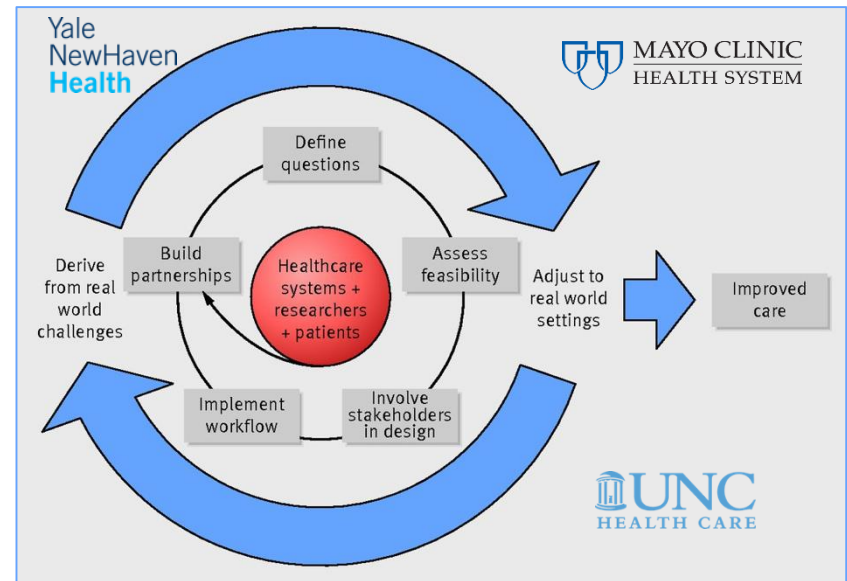 Yale
NewHaven
Health
MAYO CLINIC
HEALTH SYSTEM
Define
questions
Build
partnerships
Healthcare
systems +
researchers
+ patients
Assess
feasibility
Derive
from real
world
challenges
Adjust to
real world
settings
Improved
care
Implement
workflow
Involve
stakeholders
in design
UNC
HEALTH CARE